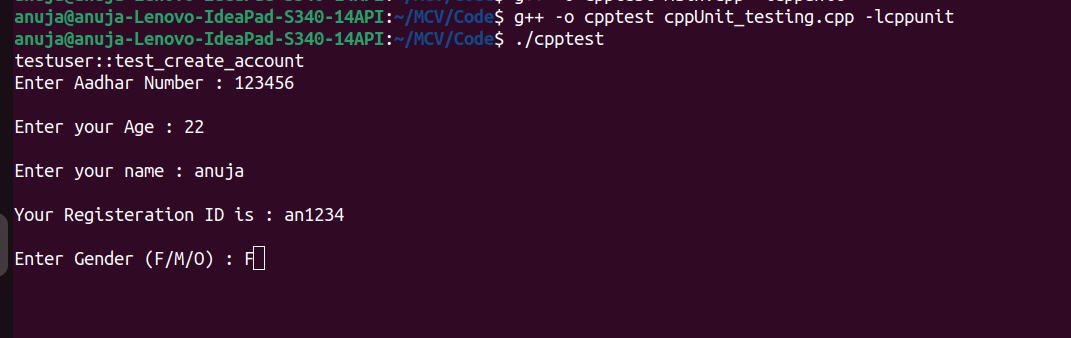 anuja@anuja-Lenovo-IdeaPad-S340-14API:~/MCV/Code$ g++ -o cpptest cppUnit_testing.cpp -lcppunit
anuja@anuja-Lenovo-IdeaPad-S340-14API:~/MCV/Code$ ./cpptest
testuser::test_create_account
Enter Aadhar Number : 123456
Enter your Age : 22
Enter your name : anuja
Your Registeration ID is : an1234
Enter Gender (F/M/O) : F